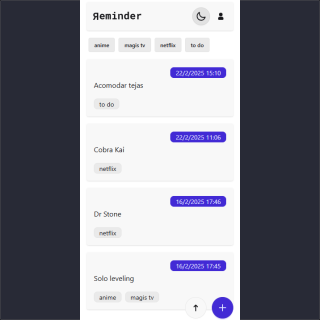 Яeminder
anime magis tv netflix to do
22/2/2025 15:10
Acomodar tejas
to do
22/2/2025 11:06
Cobra Kai
netflix
16/2/2025 17:46
Dr Stone
netflix
16/2/2025 17:45
Solo leveling
anime magis tv